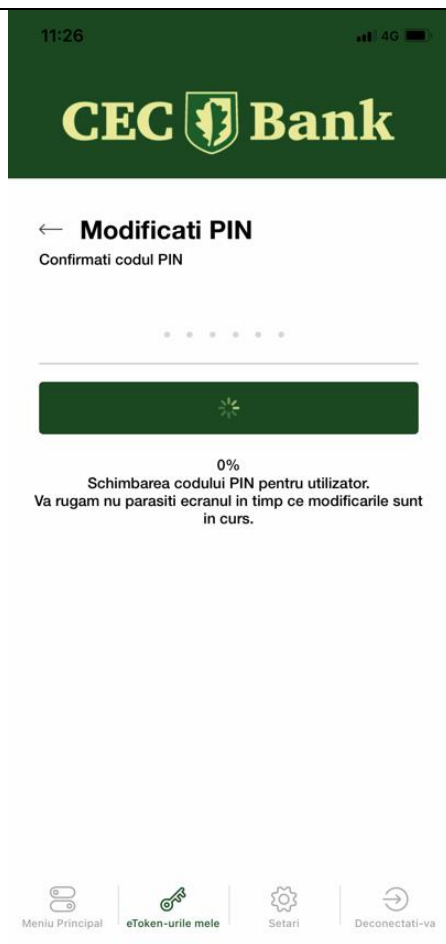 11:26
4G
CEC Bank
← Modificati PIN
Confirmati codul PIN
0%
Schimbarea codului PIN pentru utilizator.
Va rugam nu parasiti ecranul in timp ce modificarile sunt
in curs.
Meniu Principal eToken-urile mele Setari Deconectati-va